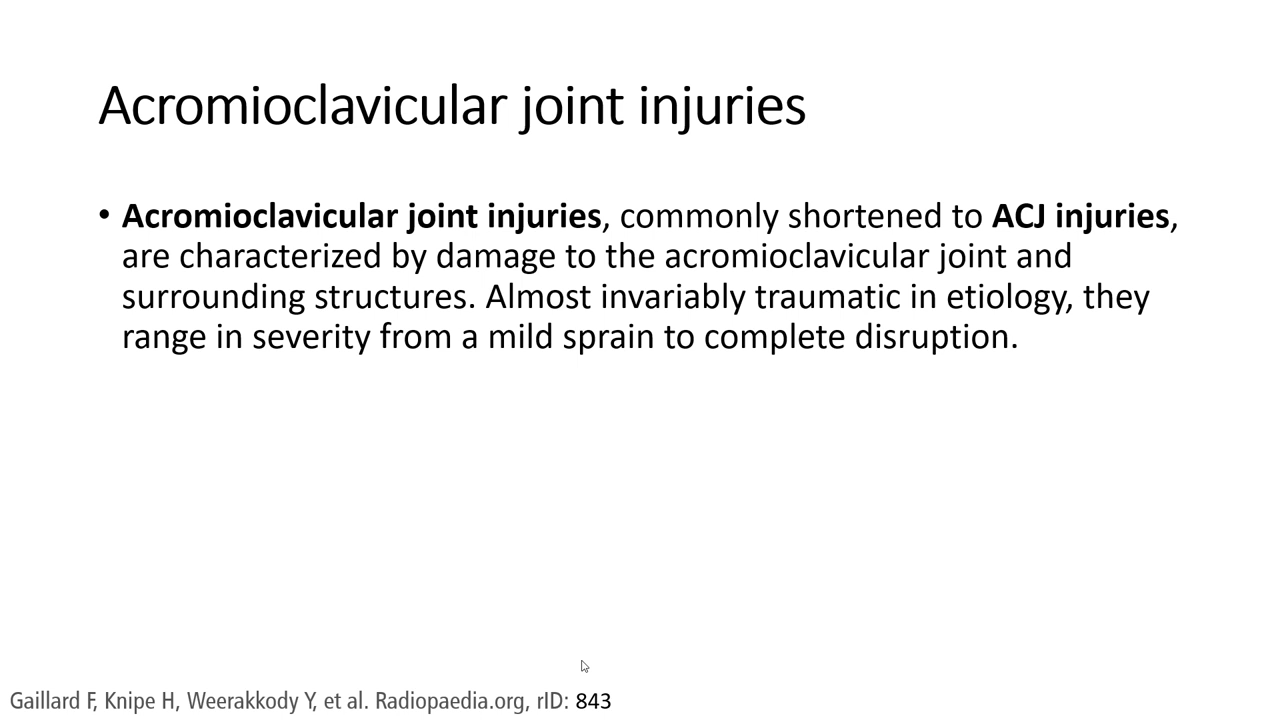 Acromioclavicular joint injuries
• Acromioclavicular joint injuries, commonly shortened to ACJ injuries,
are characterized by damage to the acromioclavicular joint and
surrounding structures. Almost invariably traumatic in etiology, they
range in severity from a mild sprain to complete disruption.
Gaillard F, Knipe H, Weerakkody Y, et al. Radiopaedia.org, rID: 843